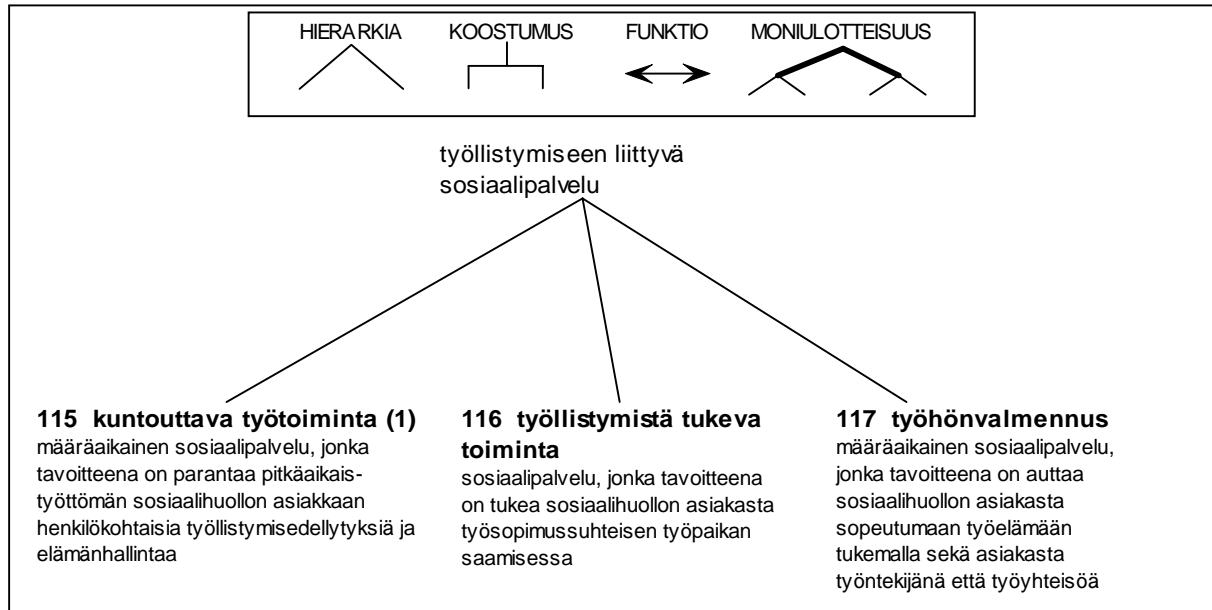 HIERARKIA KOOSTUMUS FUNKTIO MONIULOTTEISUUS
työllistymiseen liittyvä
sosiaalipalvelu
115 kuntouttava työtoiminta (1)
määräaikainen sosiaalipalvelu, jonka
tavoitteena on parantaa pitkäaikais-
työttömän sosiaalihuollon asiakkaan
henkilökohtaisia työllistymisedellytyksiä ja
elämänhallintaa
116 työllistymistä tukeva
toiminta
sosiaalipalvelu, jonka tavoitteena
on tukea sosiaalihuollon asiakasta
työsopimussuhteisen työpaikan
saamisessa
117 työhönvalmennus
määräaikainen sosiaalipalvelu,
jonka tavoitteena on auttaa
sosiaalihuollon asiakasta
sopeutumaan työelämään
tukemalla sekä asiakasta
työntekijänä että työyhteisöä